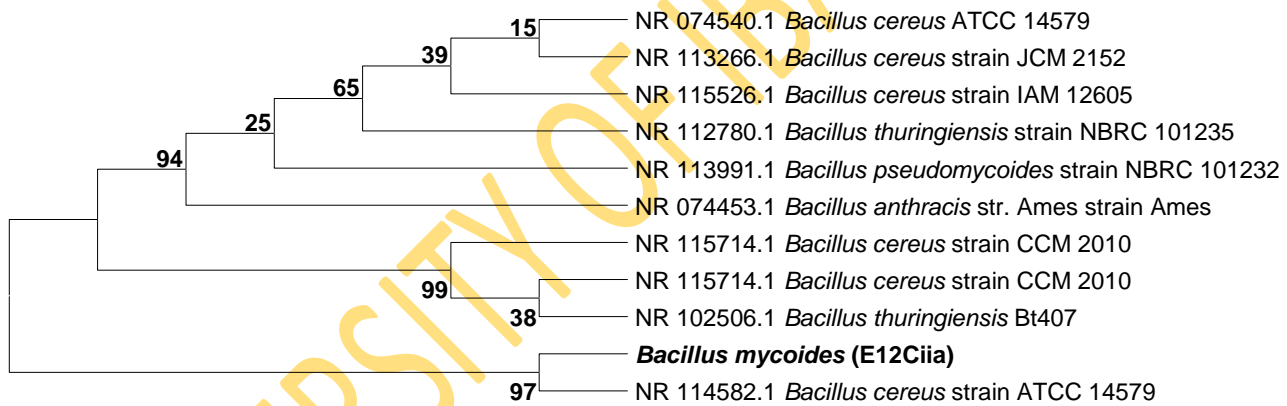 NR 074540.1 Bacillus cereus ATCC 14579
15
NR 113266.1 Bacillus cereus strain JCM 2152
39
NR 115526.1 Bacillus cereus strain IAM 12605
65
NR 112780.1 Bacillus thuringiensis strain NBRC 101235
25
NR 113991.1 Bacillus pseudomycoides strain NBRC 101232
94
NR 074453.1 Bacillus anthracis str. Ames strain Ames
NR 115714.1 Bacillus cereus strain CCM 2010
99
NR 115714.1 Bacillus cereus strain CCM 2010
38
NR 102506.1 Bacillus thuringiensis Bt407
Bacillus mycoides (E12Ciia)
97
NR 114582.1 Bacillus cereus strain ATCC 14579
OF